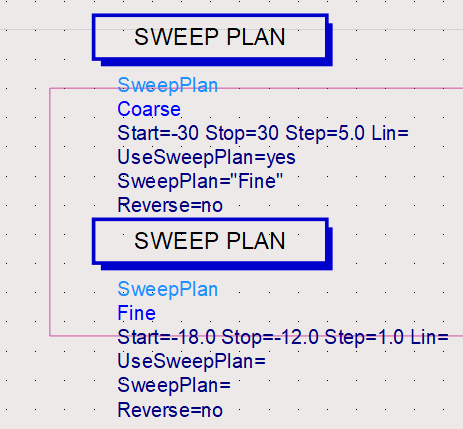 SWEEP PLAN
SweepPlan
Coarse
Start=-30 Stop=30 Step=5.0 Lin=
UseSweepPlan=yes
SweepPlan="Fine"
Reverse=no
SWEEP PLAN
SweepPlan
Fine
Start=-18.0 Stop=-12.0 Step=1.0 Lin=
UseSweepPlan=
SweepPlan=
Reverse=no